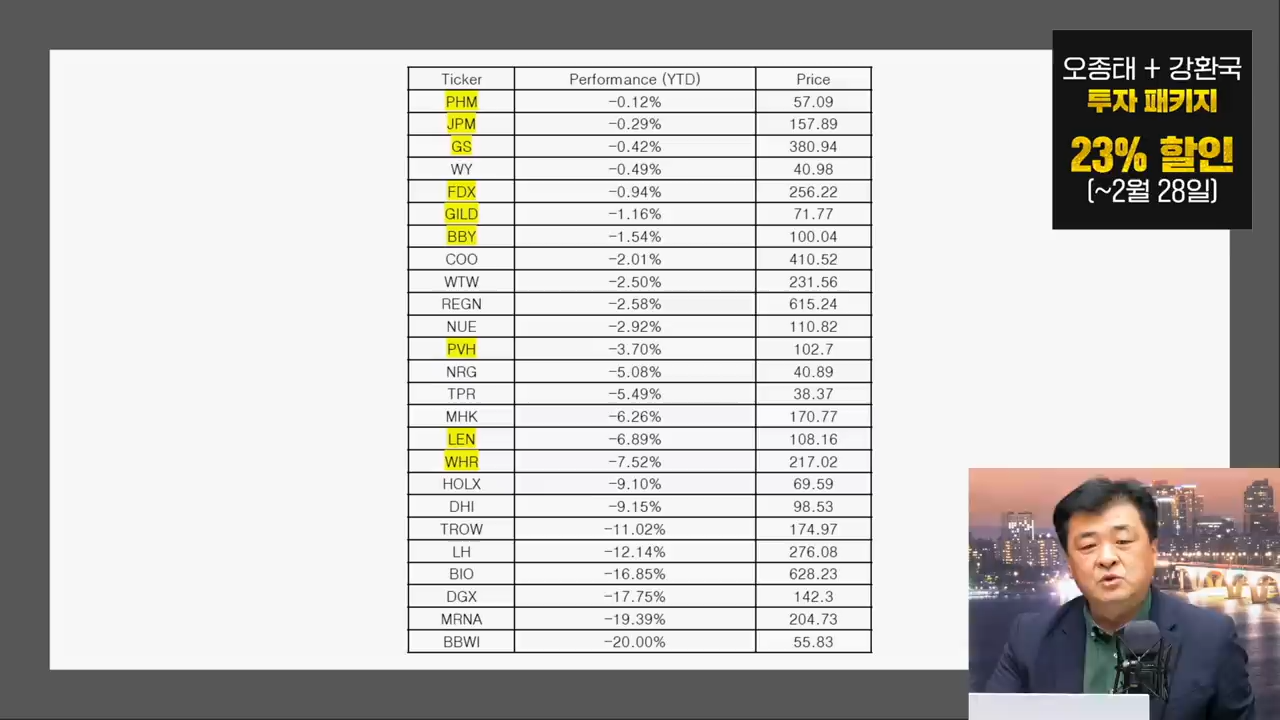 Ticker Performance (YTD) Price
PHM -0.12% 57.09
JPM -0.29% 157.89
GS -0.42% 380.94
WY -0.49% 40.98
FDX -0.94% 256.22
GILD -1.16% 71.77
BBY -1.54% 100.04
COO -2.01% 410.52
WTW -2.50% 231.56
REGN -2.58% 615.24
NUE -2.92% 110.82
PVH -3.70% 102.7
NRG -5.08% 40.89
TPR -5.49% 38.37
MHK -6.26% 170.77
LEN -6.89% 108.16
WHR -7.52% 217.02
HOLX -9.10% 69.59
DHI -9.15% 98.53
TROW -11.02% 174.97
LH -12.14% 276.08
BIO -16.85% 628.23
DGX -17.75% 142.3
MRNA -19.39% 204.73
BBWI -20.00% 55.83
오종태 + 강환국
투자 패키지
23% 할인
(~2월 28일)